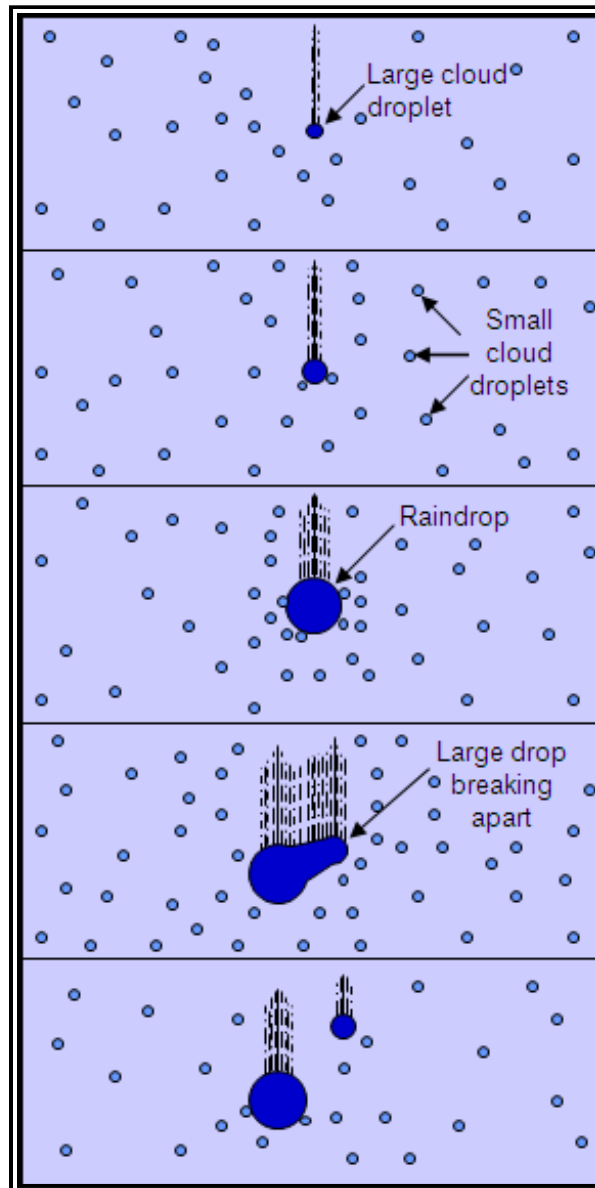 Large cloud
droplet
Small
cloud
droplets
Raindrop
Large drop
breaking
apart